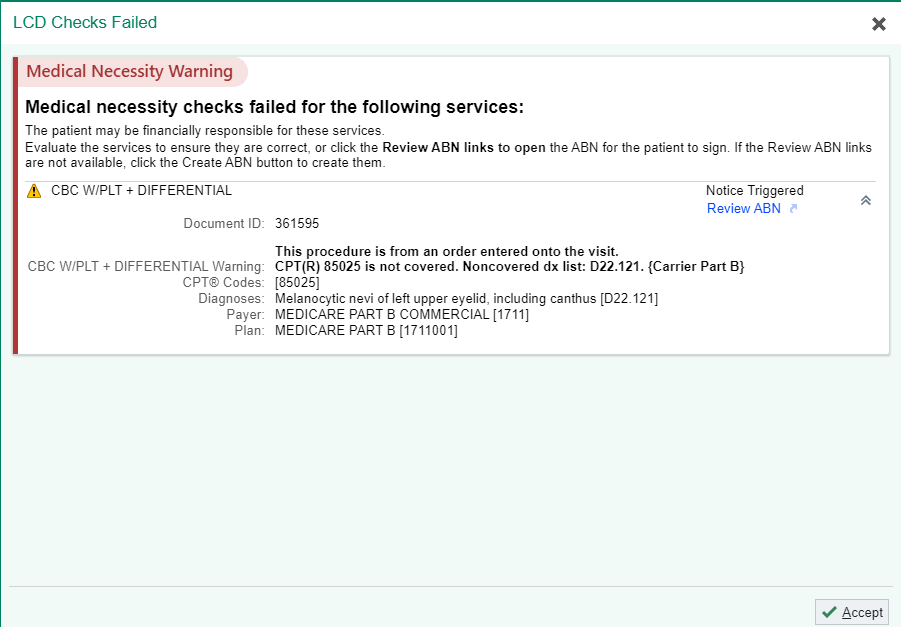 LCD Checks Failed
Medical Necessity Warning
Medical necessity checks failed for the following services:
The patient may be financially responsible for these services.
Evaluate the services to ensure they are correct, or click the Review ABN links to open the ABN for the patient to sign. If the Review ABN links
are not available, click the Create ABN button to create them.
CBC W/PLT + DIFFERENTIAL Notice Triggered
Review ABN
Document ID: 361595
This procedure is from an order entered onto the visit.
CBC W/PLT + DIFFERENTIAL Warning: CPT(R) 85025 is not covered. Noncovered dx list: D22.121. {Carrier Part B}
CPT® Codes: [85025]
Diagnoses: Melanocytic nevi of left upper eyelid, including canthus [D22.121]
Payer: MEDICARE PART B COMMERCIAL [1711]
Plan: MEDICARE PART B [1711001]
Accept